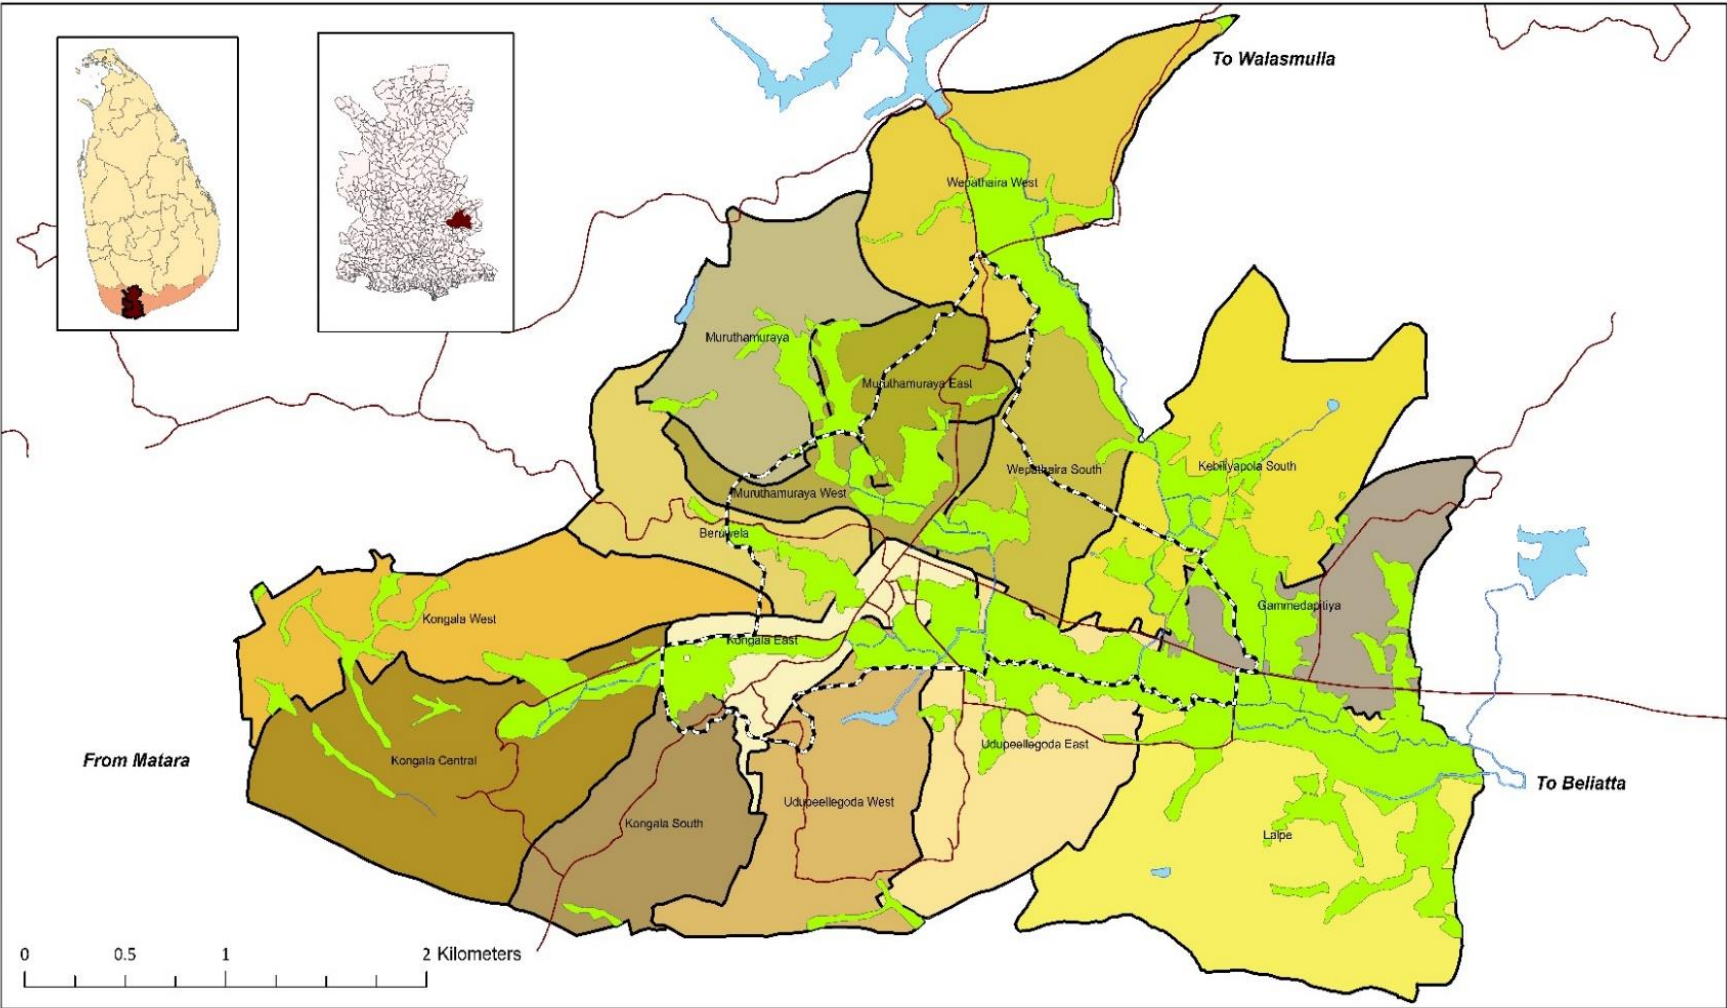 To Walasmulla
Wepathaira West
Muruthamuraya
Muruthamuraya East
Wepathaira South
Kebiliyapola South
Muruthamuraya West
Beruwela
Gammedapitiya
Kongala West
Kongala East
Udupeellegoda East
From Matara
Kongala Central
To Beliatta
Udupeellegoda West
Kongala South
Lalpe
0 0.5 1 2 Kilometers